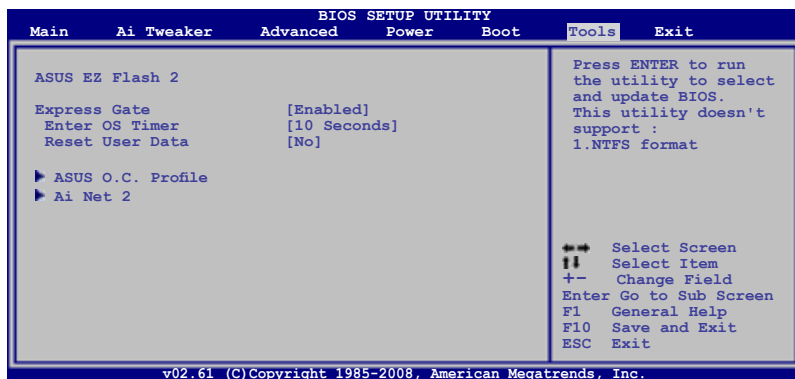 BIOS SETUP UTILITY
Main Ai Tweaker Advanced Power Boot Tools Exit
ASUS EZ Flash 2
Express Gate [Enabled]
Enter OS Timer [10 Seconds]
Reset User Data [No]
ASUS O.C. Profile
Ai Net 2
Press ENTER to run
the utility to select
and update BIOS.
This utility doesn't
support :
1.NTFS format
Select Screen
Select Item
+- Change Field
Enter Go to Sub Screen
F1 General Help
F10 Save and Exit
ESC Exit
v02.61 (C)Copyright 1985-2008, American Megatrends, Inc.